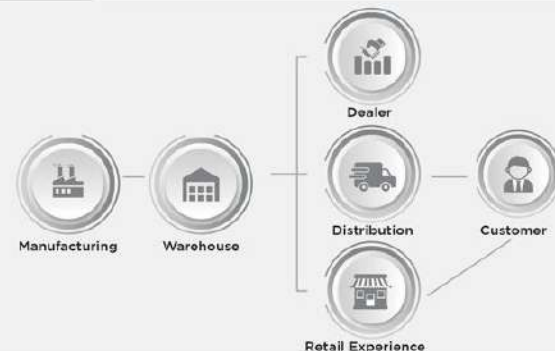 Dealer
Manufacturing
Warehouse
Distribution
Customer
Retail Experience